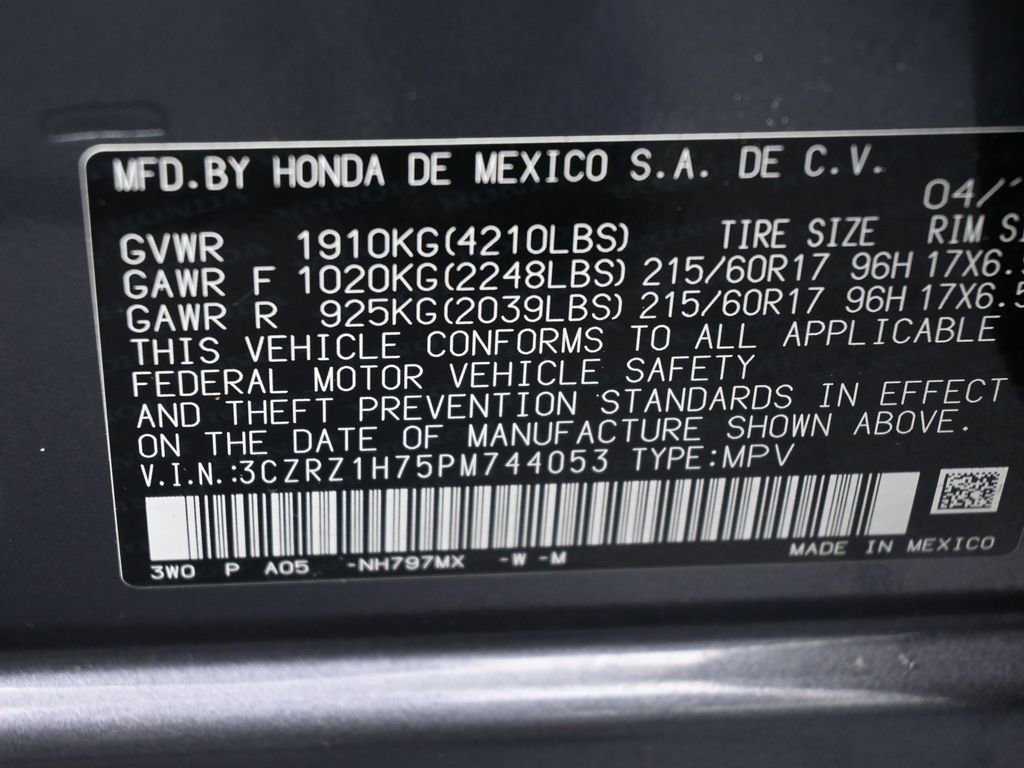 MFD.BY HONDA DE MEXICO S.A. DE C.V.
04/
GVWR 1910KG(4210LBS) TIRE SIZE RIM
GAWR F 1020KG(2248LBS) 215/60R17 96H 17X6.
GAWR R 925KG(2039LBS) 215/60R17 96H 17X6.5
THIS VEHICLE CONFORMS TO ALL APPLICABLE
FEDERAL MOTOR VEHICLE SAFETY
AND THEFT PREVENTION STANDARDS IN EFFECT
ON THE DATE OF MANUFACTURE SHOWN ABOVE.
V.I.N.:3CZRZ1H75PM744053 TYPE:MPV
MADE IN MEXICO
3W0 P A05 -NH797MX -W -M